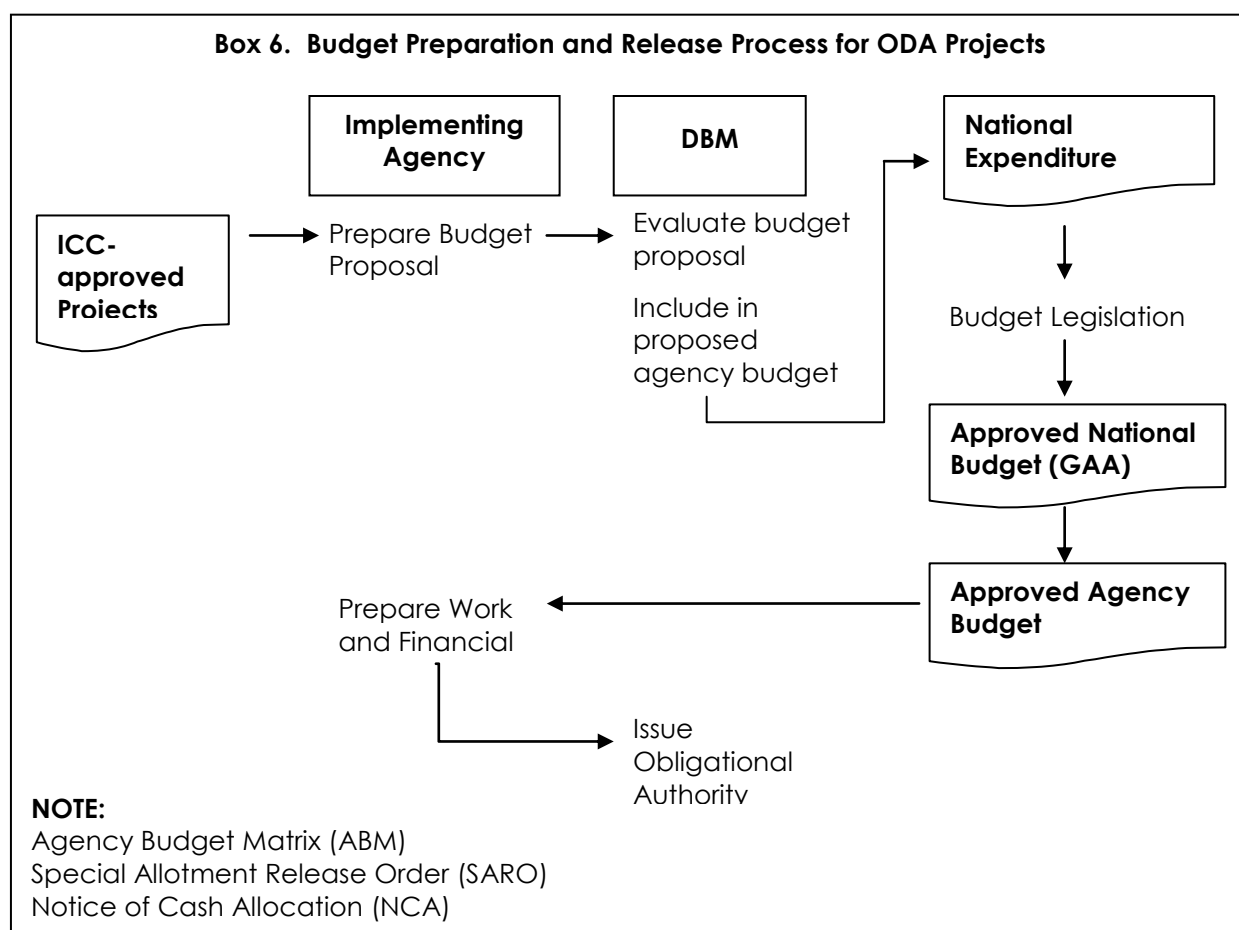 Box 6.  Budget Preparation and Release Process for ODA Projects
Implementing
Agency
DBM
National
Expenditure
ICC-
approved
Projects
Prepare Budget
Proposal
Evaluate budget
proposal
Include in
proposed
agency budget
Budget Legislation
Approved National
Budget (GAA)
Approved Agency
Budget
Prepare Work
and Financial
Issue
Obligational
Authority
NOTE:
Agency Budget Matrix (ABM)
Special Allotment Release Order (SARO)
Notice of Cash Allocation (NCA)